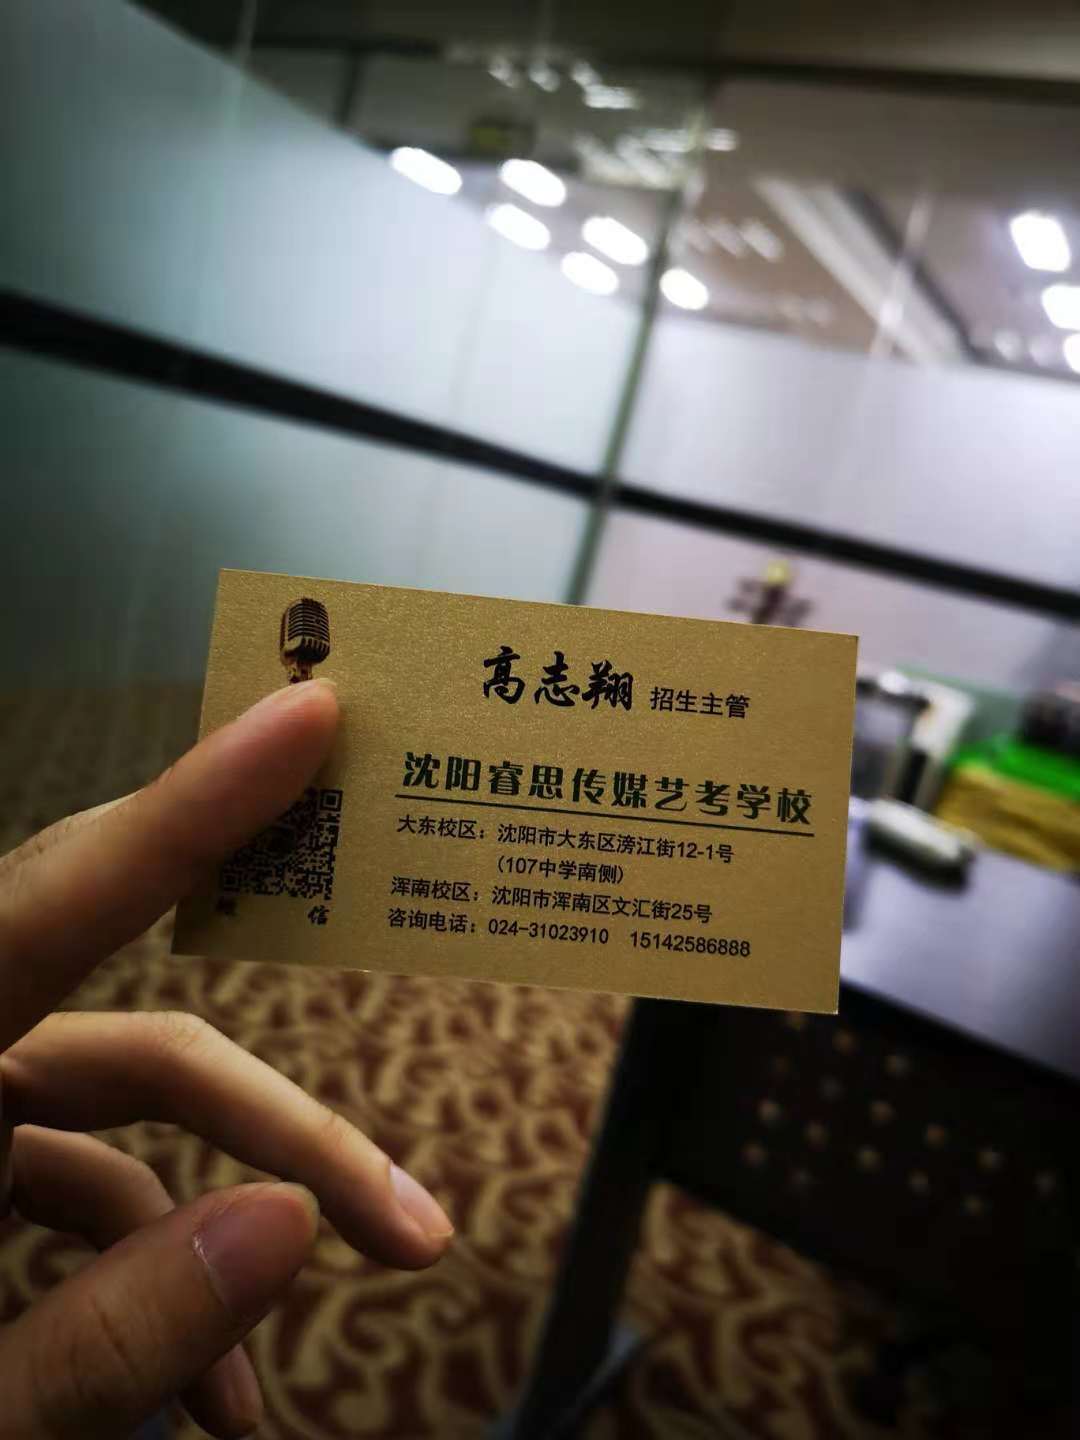 高志翔 招生主管
沈阳睿思传媒艺考学校
大东校区：沈阳市大东区滂江街12-1号
（107中学南侧）
浑南校区：沈阳市浑南区文汇街25号
咨询电话：024-31023910 15142586888
信